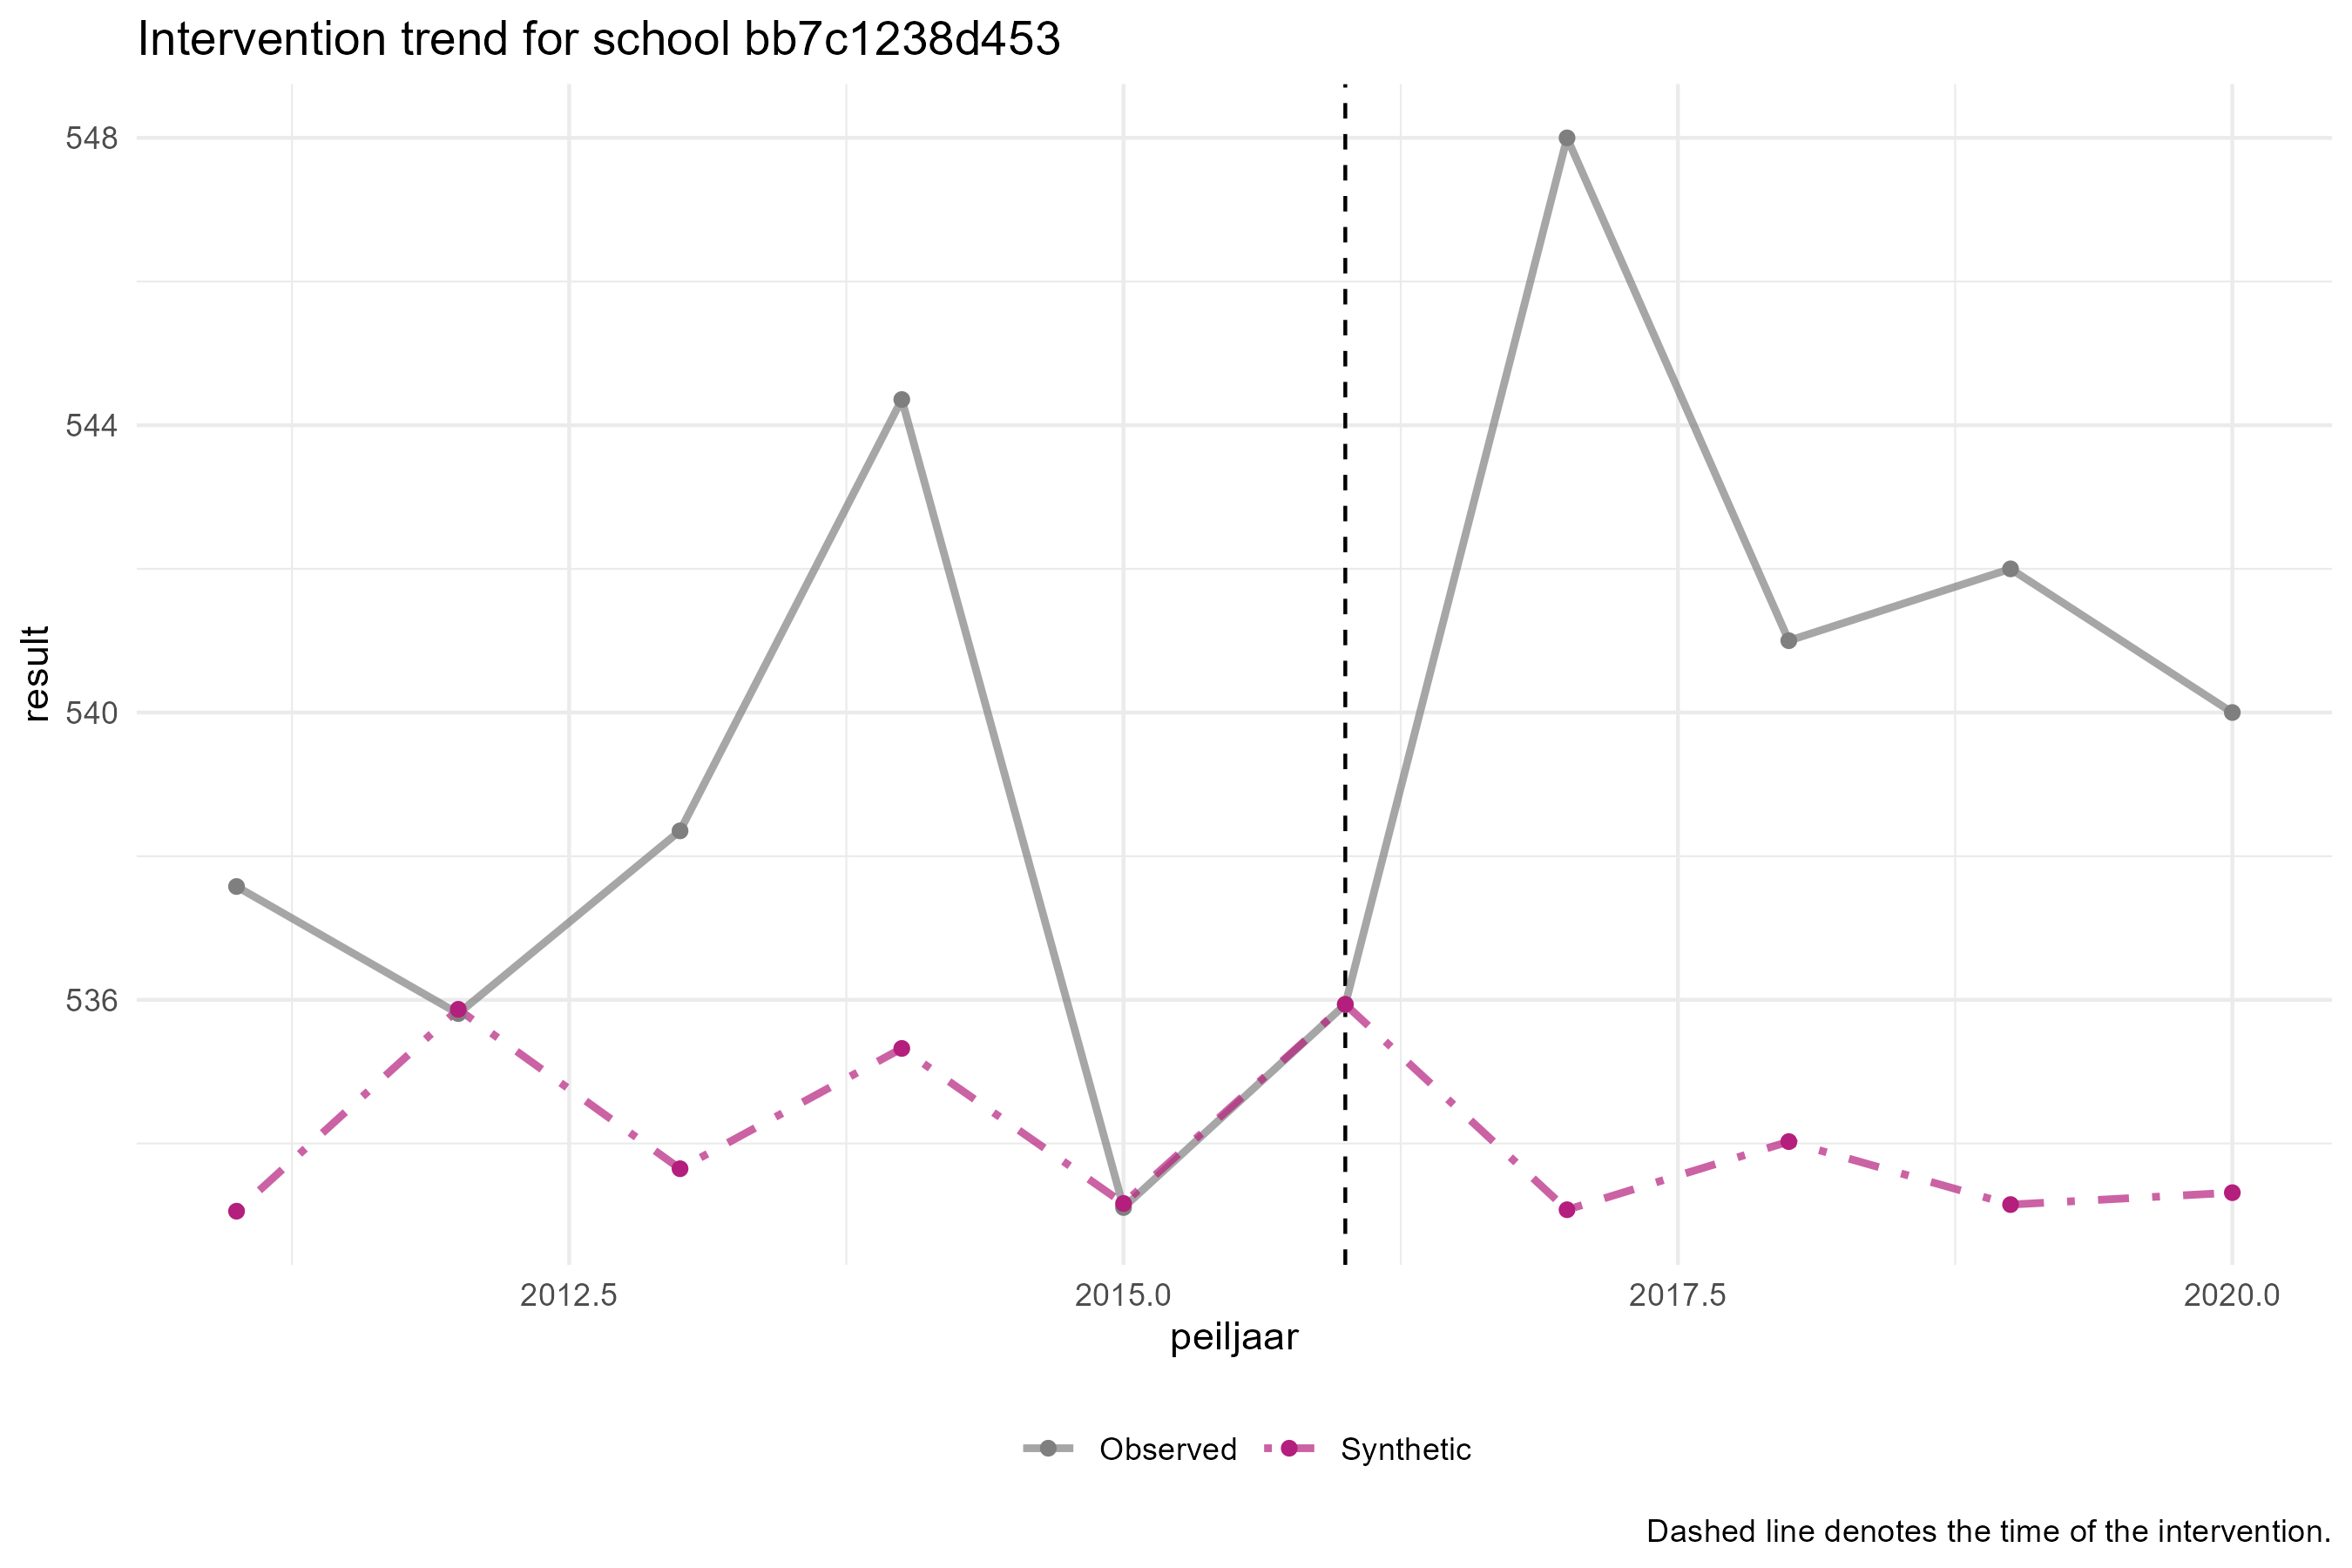 Intervention trend for school bb7c1238d453
548
544
540
536
result
2012.5 2015.0 2017.5 2020.0
peiljaar
Observed Synthetic
Dashed line denotes the time of the intervention.